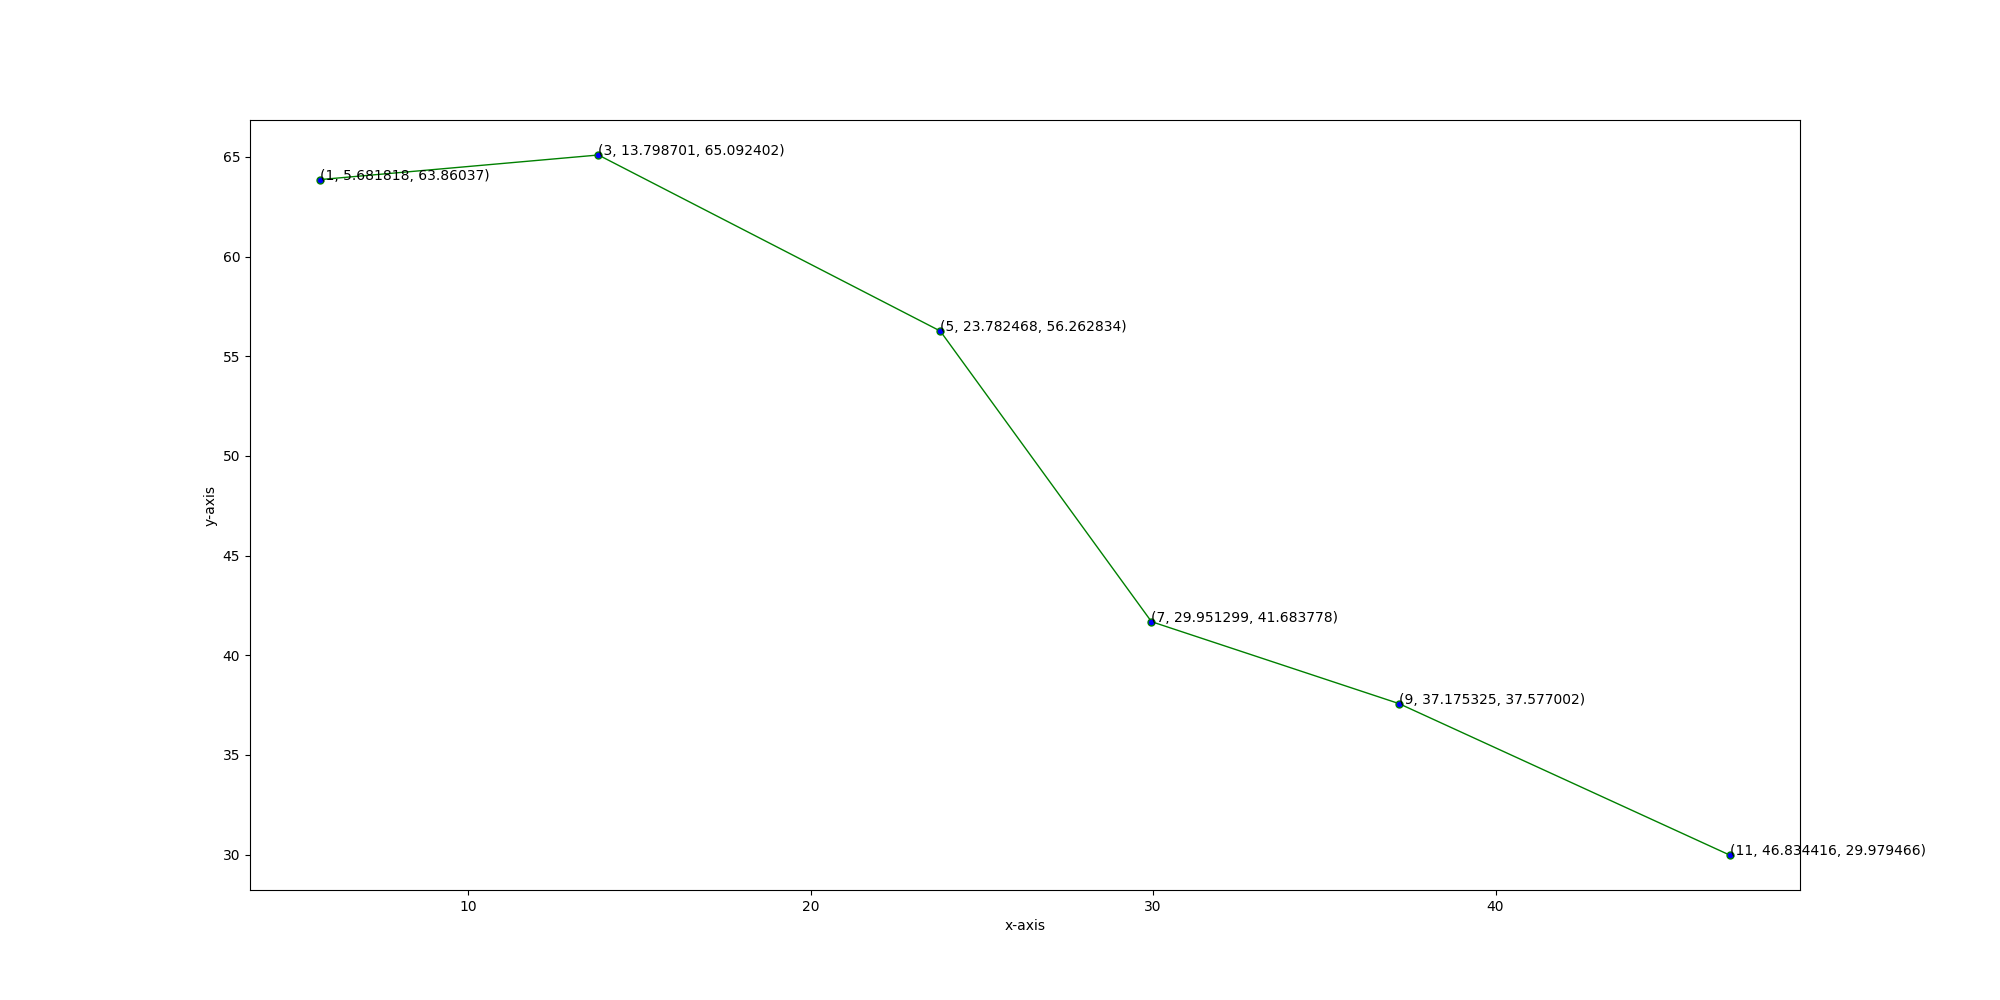 65
(3, 13.798701, 65.092402)
(1, 5.681818, 63.86037)
60
(5, 23.782468, 56.262834)
55
50
y-axis
45
(7, 29.951299, 41.683778)
40
(9, 37.175325, 37.577002)
35
30
(11, 46.834416, 29.979466)
10 20 30 40
x-axis